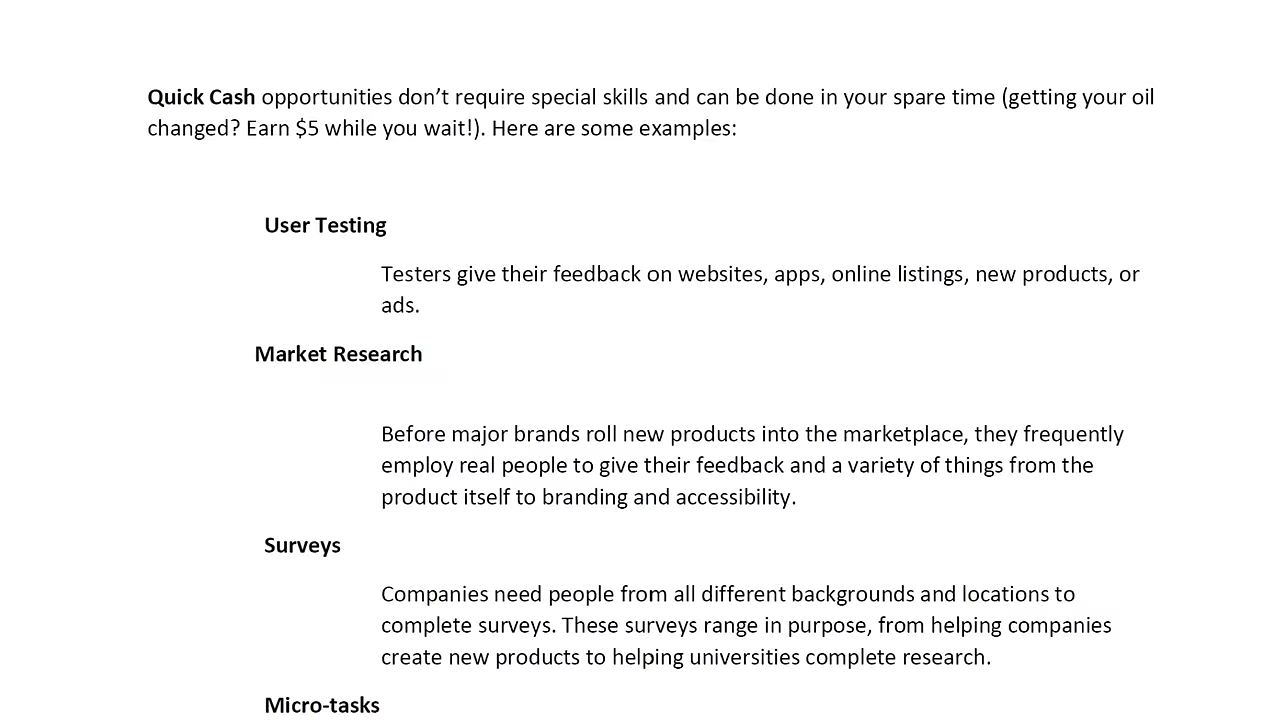 Quick Cash opportunities don’t require special skills and can be done in your spare time (getting your oil
changed? Earn $5 while you wait!). Here are some examples:
User Testing
Testers give their feedback on websites, apps, online listings, new products, or
ads.
Market Research
Before major brands roll new products into the marketplace, they frequently
employ real people to give their feedback and a variety of things from the
product itself to branding and accessibility.
Surveys
Companies need people from all different backgrounds and locations to
complete surveys. These surveys range in purpose, from helping companies
create new products to helping universities complete research.
Micro-tasks